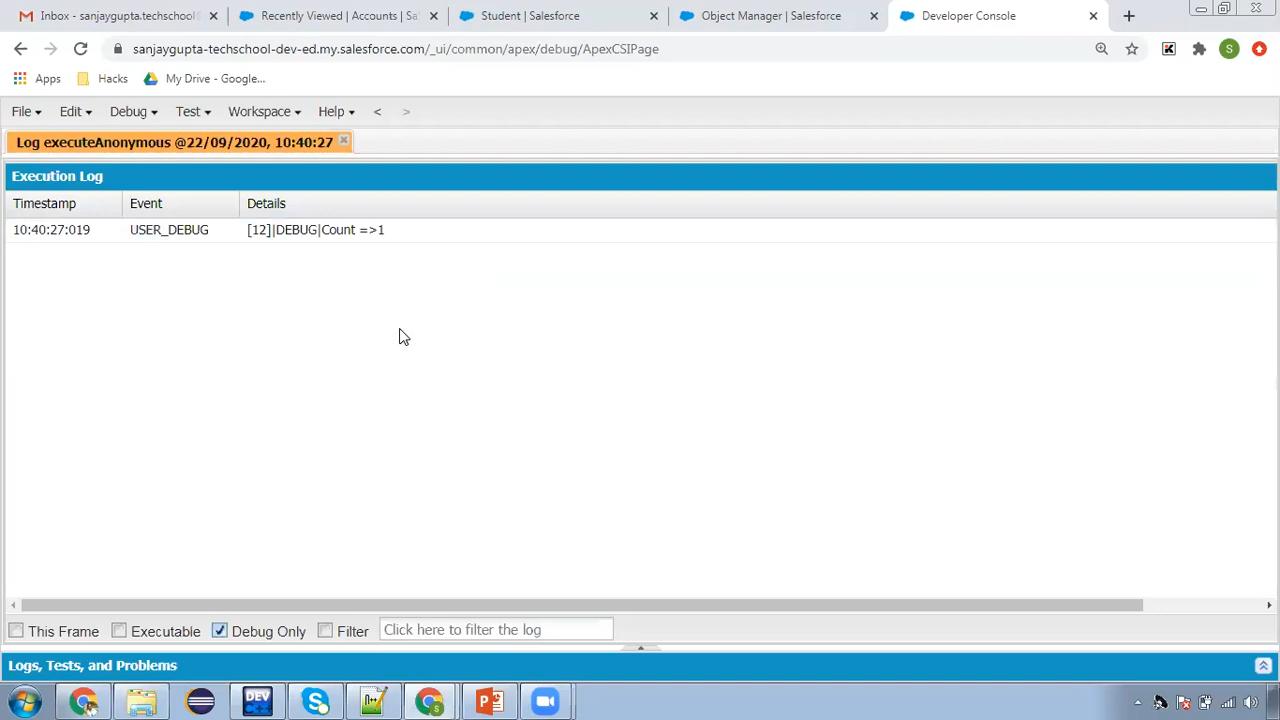 Inbox - sanjaygupta.techschool
Recently Viewed | Accounts | Sa
Student | Salesforce
Object Manager | Salesforce
Developer Console
sanjaygupta-techschool-dev-ed.my.salesforce.com/_ui/common/apex/debug/ApexCSIPage
S
Apps
Hacks
My Drive - Google...
File
Edit
Debug
Test
Workspace
Help
<
>
Log executeAnonymous @22/09/2020, 10:40:27
Execution Log
Timestamp
Event
Details
10:40:27:019
USER_DEBUG
[12]|DEBUG|Count =>1
This Frame
Executable
Debug Only
Filter
Click here to filter the log
Logs, Tests, and Problems
DEV
C++